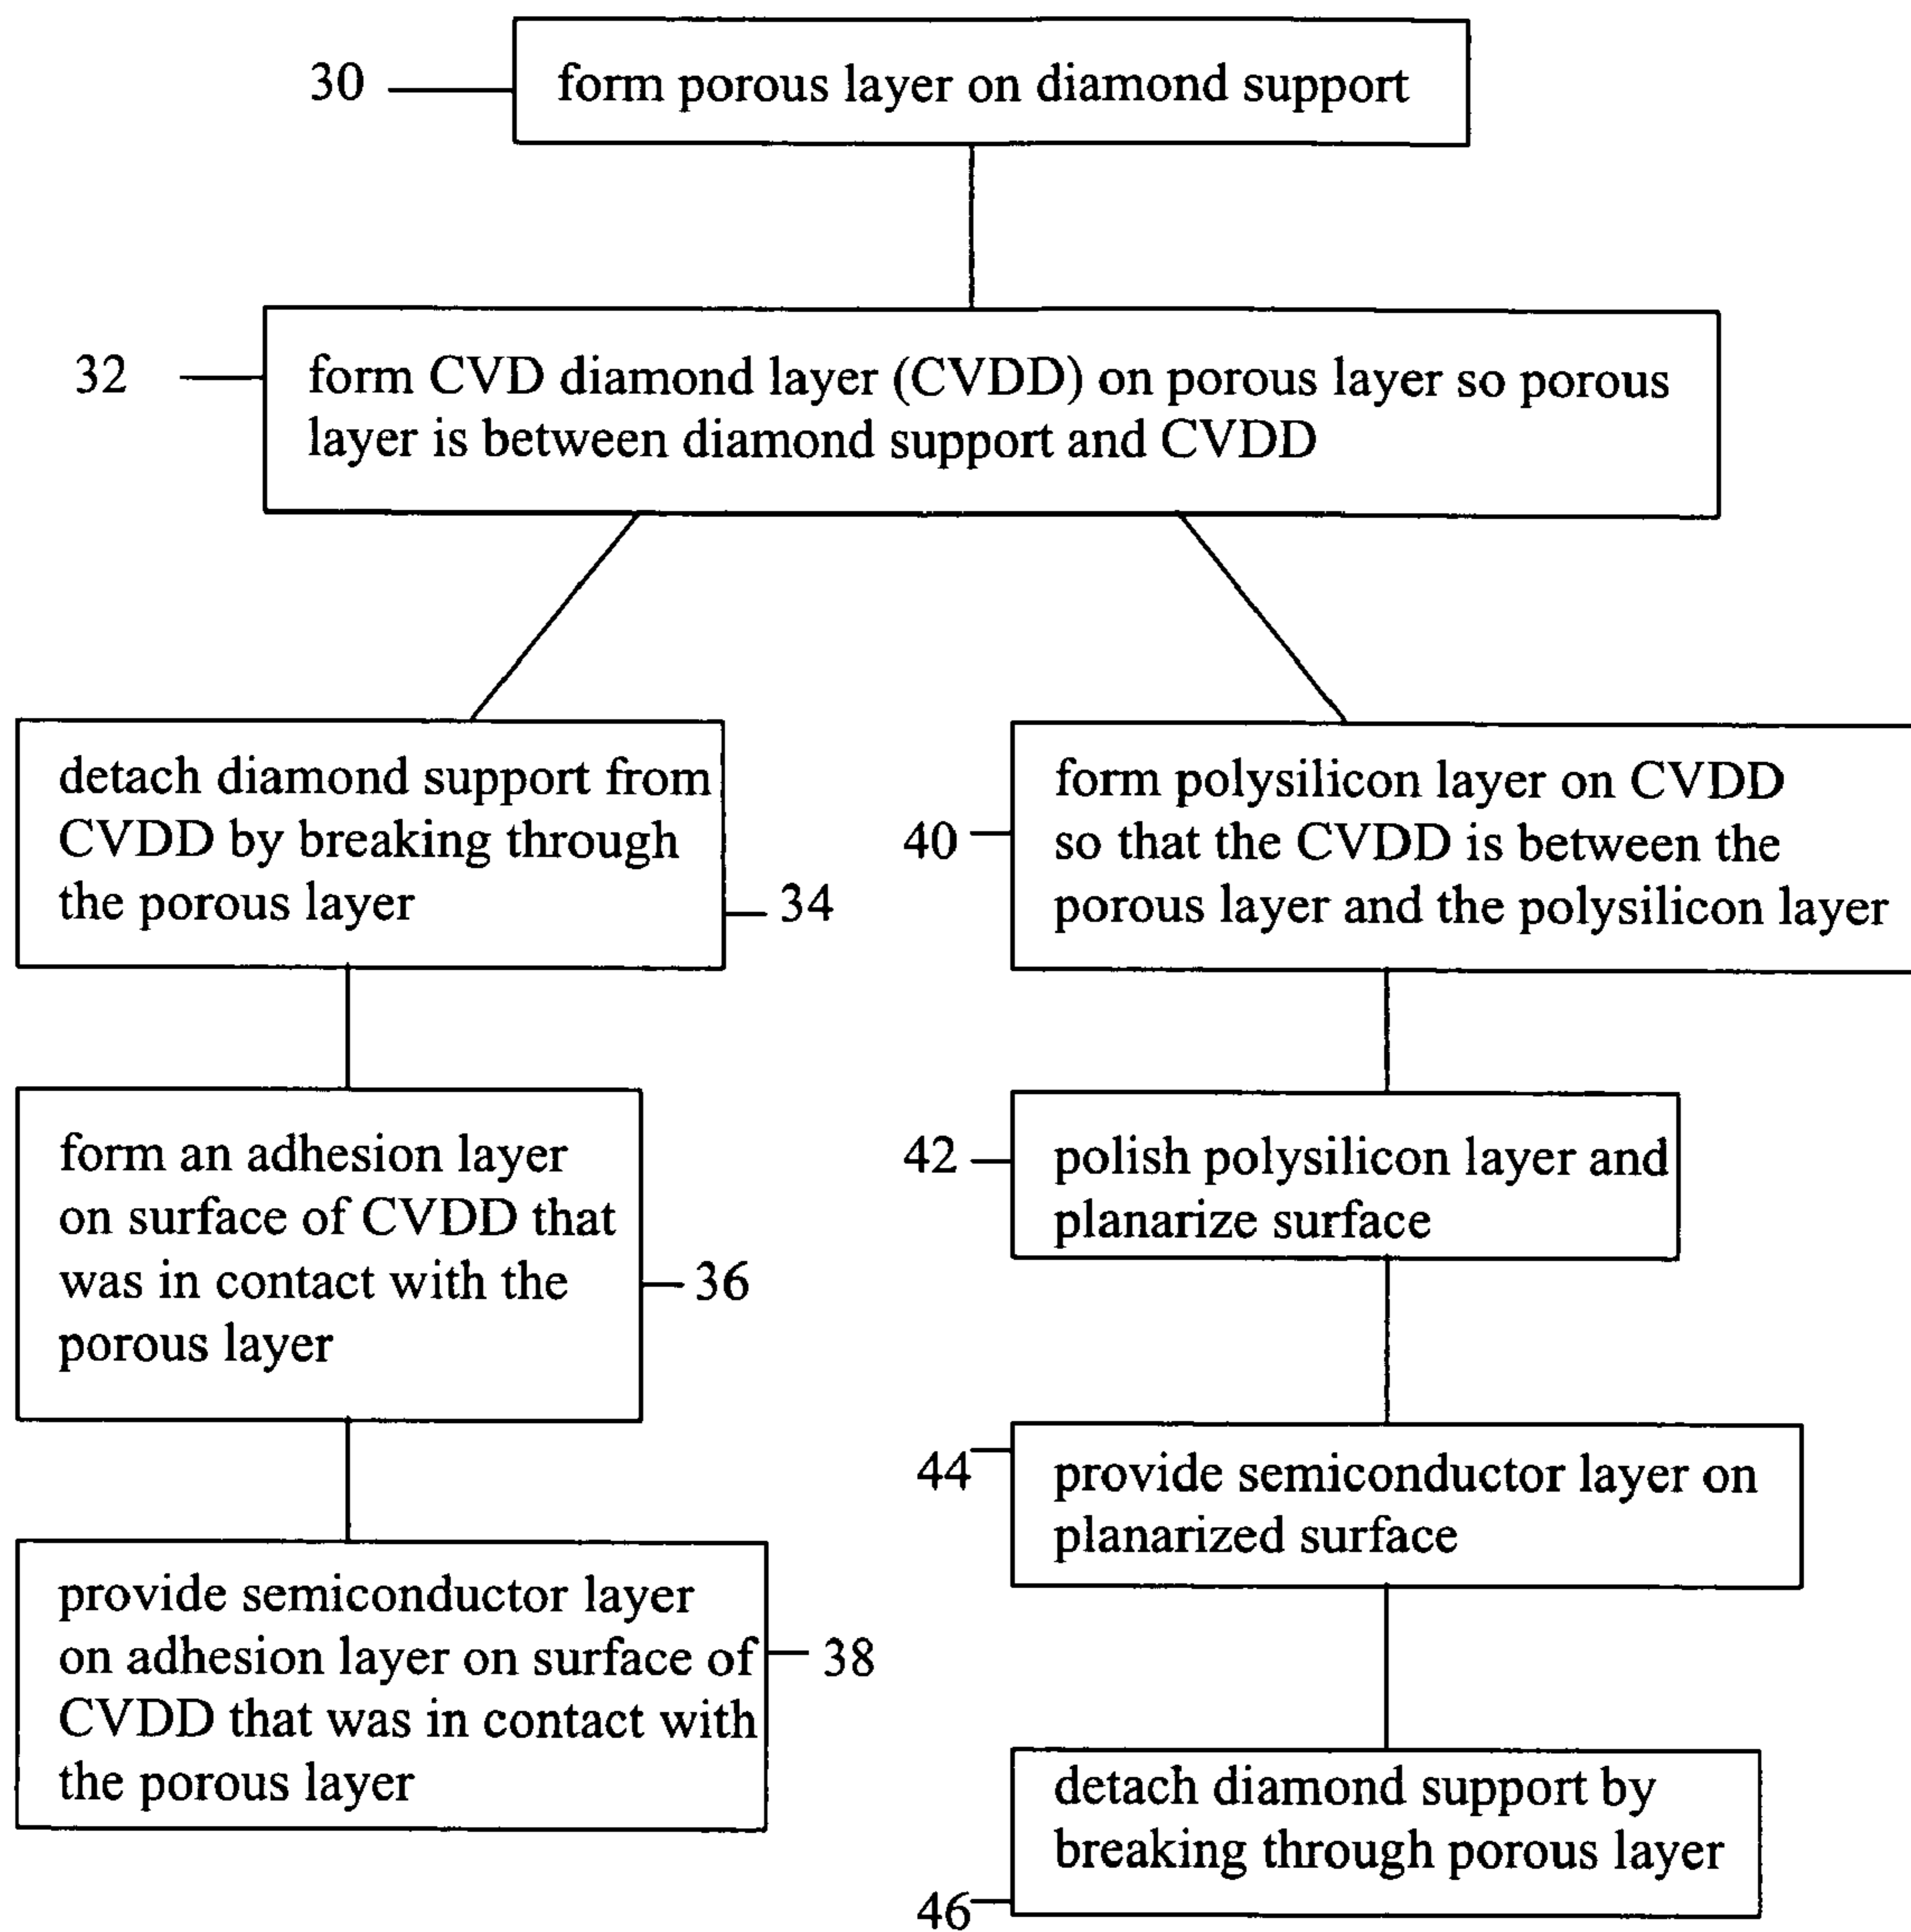 30
form porous layer on diamond support
32
form CVD diamond layer (CVDD) on porous layer so porous
layer is between diamond support and CVDD
detach diamond support from
CVDD by breaking through
the porous layer
34
form an adhesion layer
on surface of CVDD that
was in contact with the
porous layer
36
provide semiconductor layer
on adhesion layer on surface of
CVDD that was in contact with
the porous layer
38
40
form polysilicon layer on CVDD
so that the CVDD is between the
porous layer and the polysilicon layer
42
polish polysilicon layer and
planarize surface
44
provide semiconductor layer on
planarized surface
detach diamond support by
breaking through porous layer
46